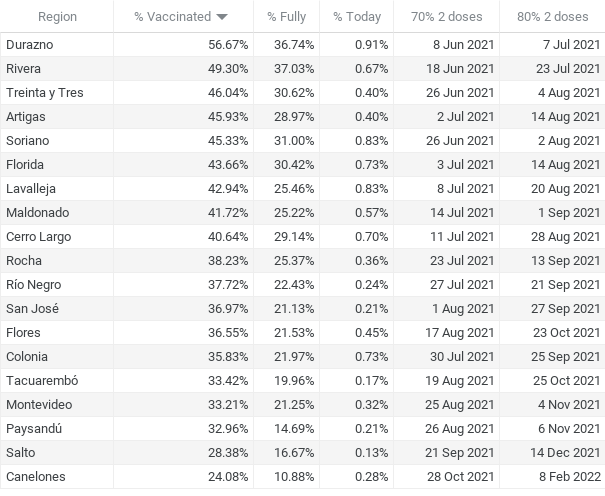 Region % Vaccinated % Fully % Today 70% 2 doses 80% 2 doses
Durazno 56.67% 36.74% 0.91% 8 Jun 2021 7 Jul 2021
Rivera 49.30% 37.03% 0.67% 18 Jun 2021 23 Jul 2021
Treinta y Tres 46.04% 30.62% 0.40% 26 Jun 2021 4 Aug 2021
Artigas 45.93% 28.97% 0.40% 2 Jul 2021 14 Aug 2021
Soriano 45.33% 31.00% 0.83% 26 Jun 2021 2 Aug 2021
Florida 43.66% 30.42% 0.73% 3 Jul 2021 14 Aug 2021
Lavalleja 42.94% 25.46% 0.83% 8 Jul 2021 20 Aug 2021
Maldonado 41.72% 25.22% 0.57% 14 Jul 2021 1 Sep 2021
Cerro Largo 40.64% 29.14% 0.70% 11 Jul 2021 28 Aug 2021
Rocha 38.23% 25.37% 0.36% 23 Jul 2021 13 Sep 2021
Río Negro 37.72% 22.43% 0.24% 27 Jul 2021 21 Sep 2021
San José 36.97% 21.13% 0.21% 1 Aug 2021 27 Sep 2021
Flores 36.55% 21.53% 0.45% 17 Aug 2021 23 Oct 2021
Colonia 35.83% 21.97% 0.73% 30 Jul 2021 25 Sep 2021
Tacuarembó 33.42% 19.96% 0.17% 19 Aug 2021 25 Oct 2021
Montevideo 33.21% 21.25% 0.32% 25 Aug 2021 4 Nov 2021
Paysandú 32.96% 14.69% 0.21% 26 Aug 2021 6 Nov 2021
Salto 28.38% 16.67% 0.13% 21 Sep 2021 14 Dec 2021
Canelones 24.08% 10.88% 0.28% 28 Oct 2021 8 Feb 2022